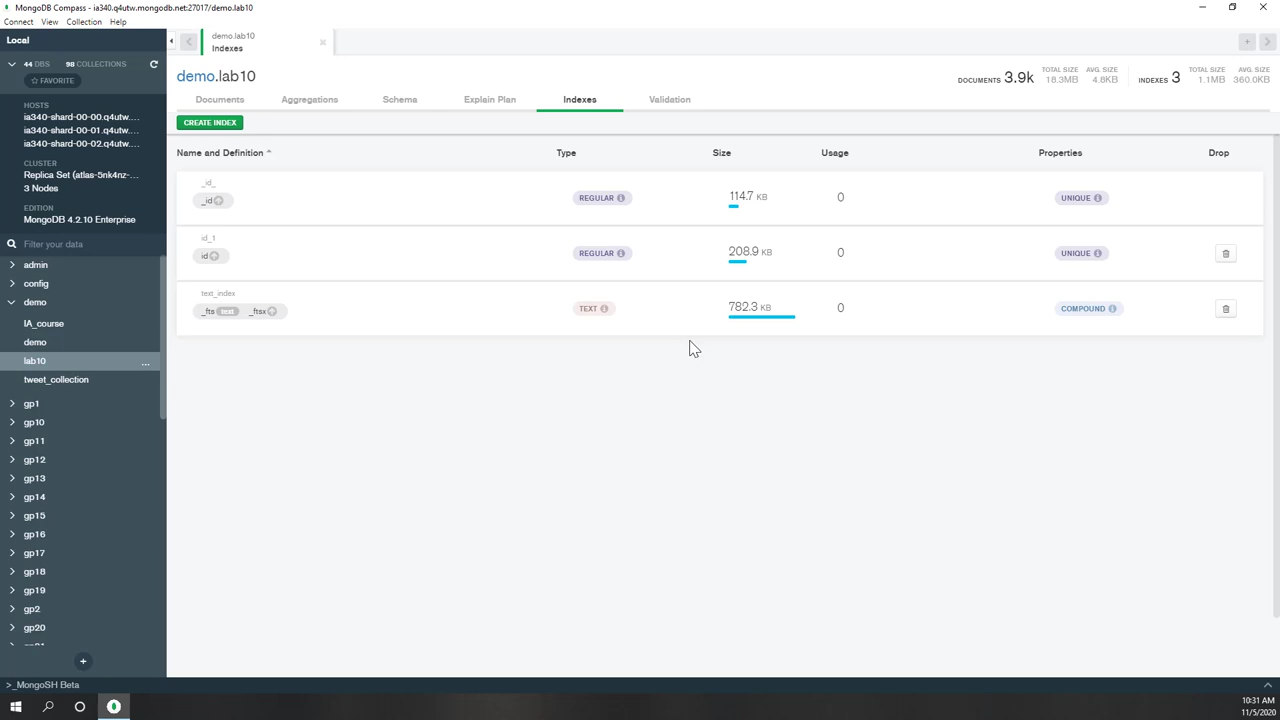 MongoDB Compass - ia340.q4utw.mongodb.net:27017/demo.lab10
Connect View Collection Help
Local
44 DBS 98 COLLECTIONS
FAVORITE
HOSTS
ia340-shard-00-00.q4utw....
ia340-shard-00-01.q4utw....
ia340-shard-00-02.q4utw....
CLUSTER
Replica Set (atlas-5nk4nz-...
3 Nodes
EDITION
MongoDB 4.2.10 Enterprise
Filter your data
admin
config
demo
IA_course
demo
lab10
...
tweet_collection
gp1
gp10
gp11
gp12
gp13
gp14
gp15
gp16
gp17
gp18
gp19
gp2
gp20
demo.lab10
Indexes
demo.lab10
DOCUMENTS 3.9k TOTAL SIZE 18.3MB AVG. SIZE 4.8KB INDEXES 3 TOTAL SIZE 1.1MB AVG. SIZE 360.0KB
Documents Aggregations Schema Explain Plan Indexes Validation
CREATE INDEX
Name and Definition Type Size Usage Properties Drop
_id_
_id REGULAR 114.7 KB 0 UNIQUE
id_1
id REGULAR 208.9 KB 0 UNIQUE
text_index
_fts text _ftsx TEXT 782.3 KB 0 COMPOUND
>_MongoSH Beta
10:31 AM
11/5/2020